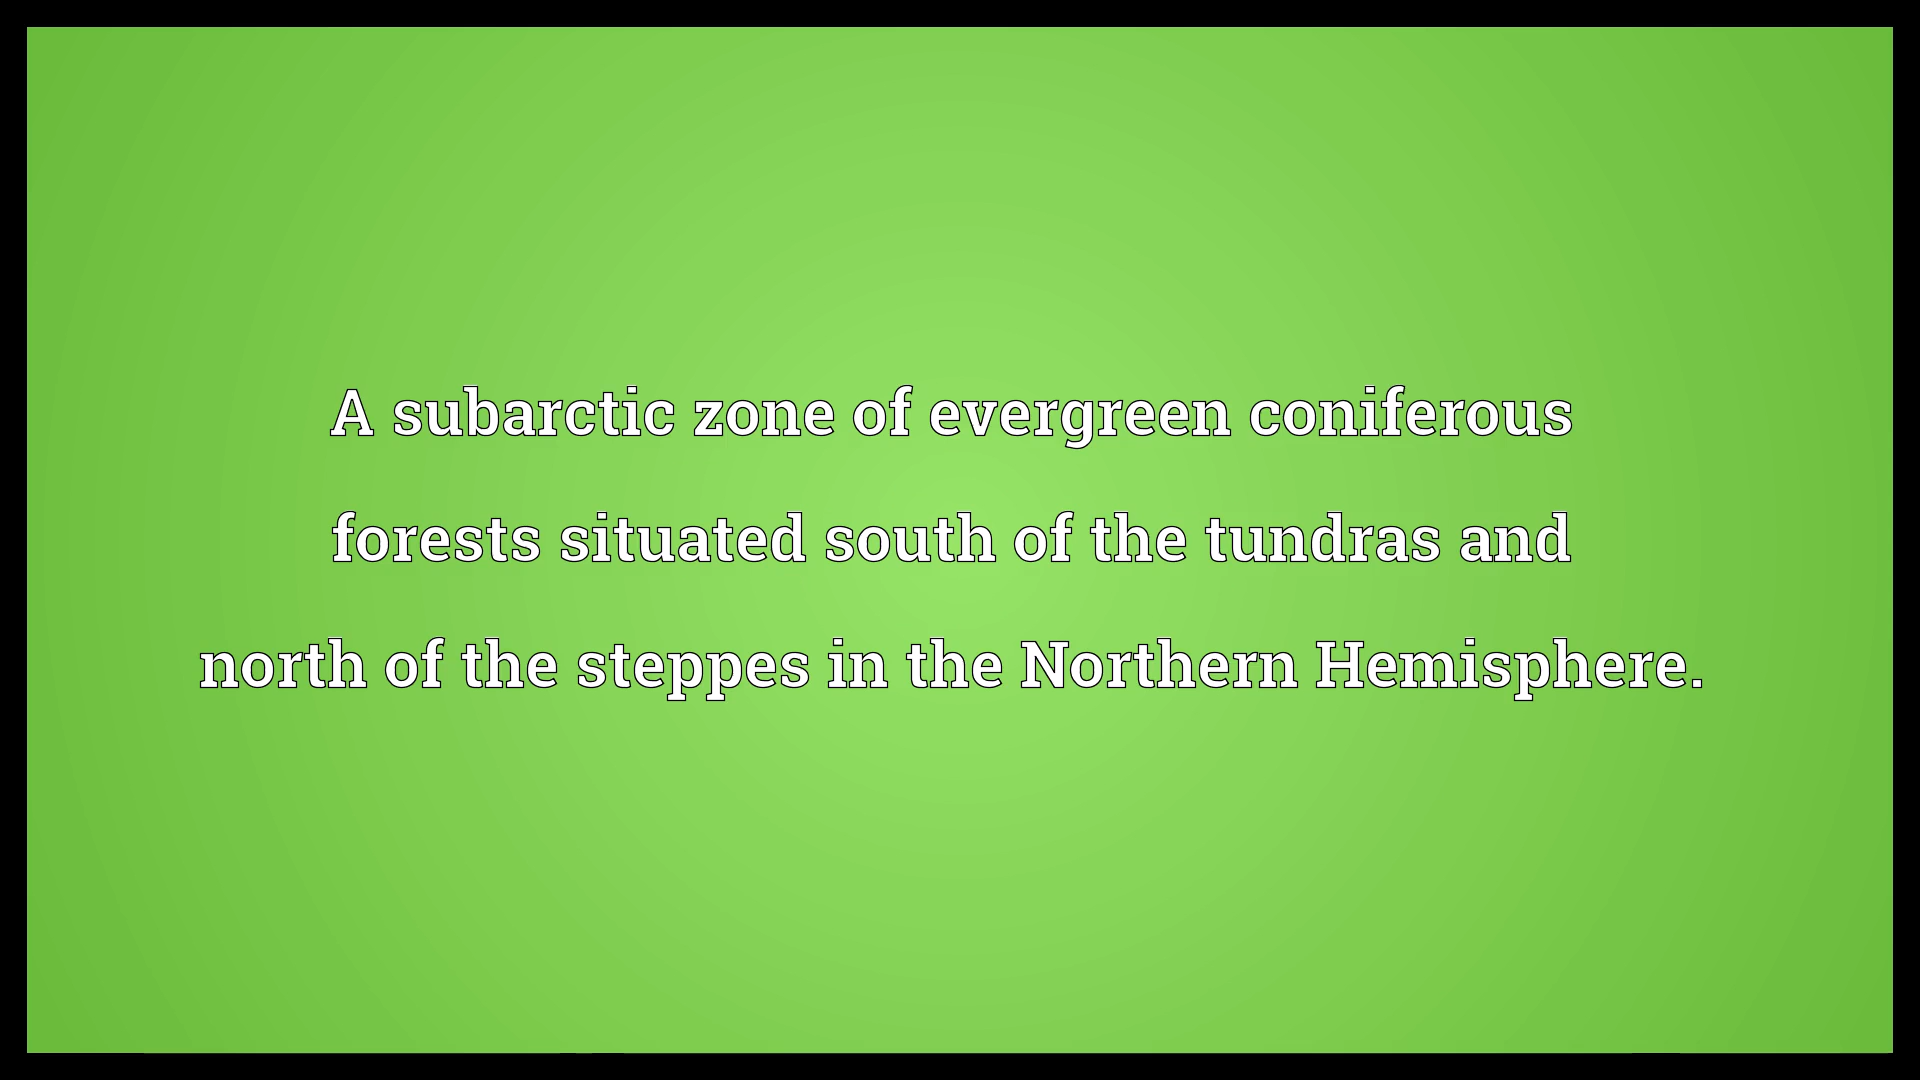 A subarctic zone of evergreen coniferous
forests situated south of the tundras and
north of the steppes in the Northern Hemisphere.